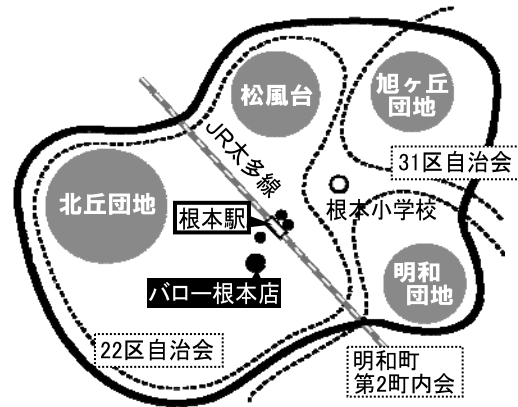 松風台
旭ヶ丘
団地
JR太多線
31区自治会
北丘団地
根本駅
根本小学校
バロー根本店
明和
団地
22区自治会
明和町
第2町内会